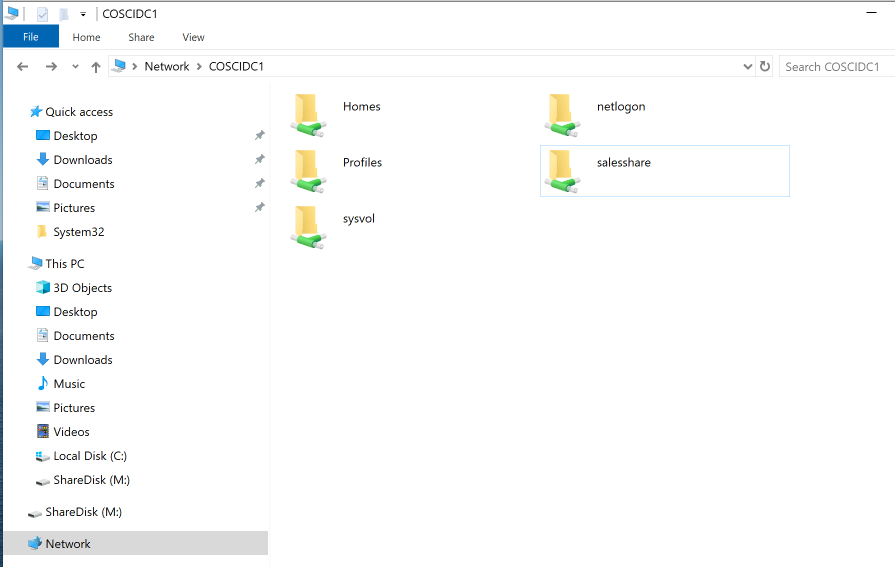 COSCIDC1
File Home Share View
Network COSCIDC1
Search COSCIDC1
Quick access
Desktop
Downloads
Documents
Pictures
System32
This PC
3D Objects
Desktop
Documents
Downloads
Music
Pictures
Videos
Local Disk (C:)
ShareDisk (M:)
ShareDisk (M:)
Network
Homes
netlogon
Profiles
salesshare
sysvol